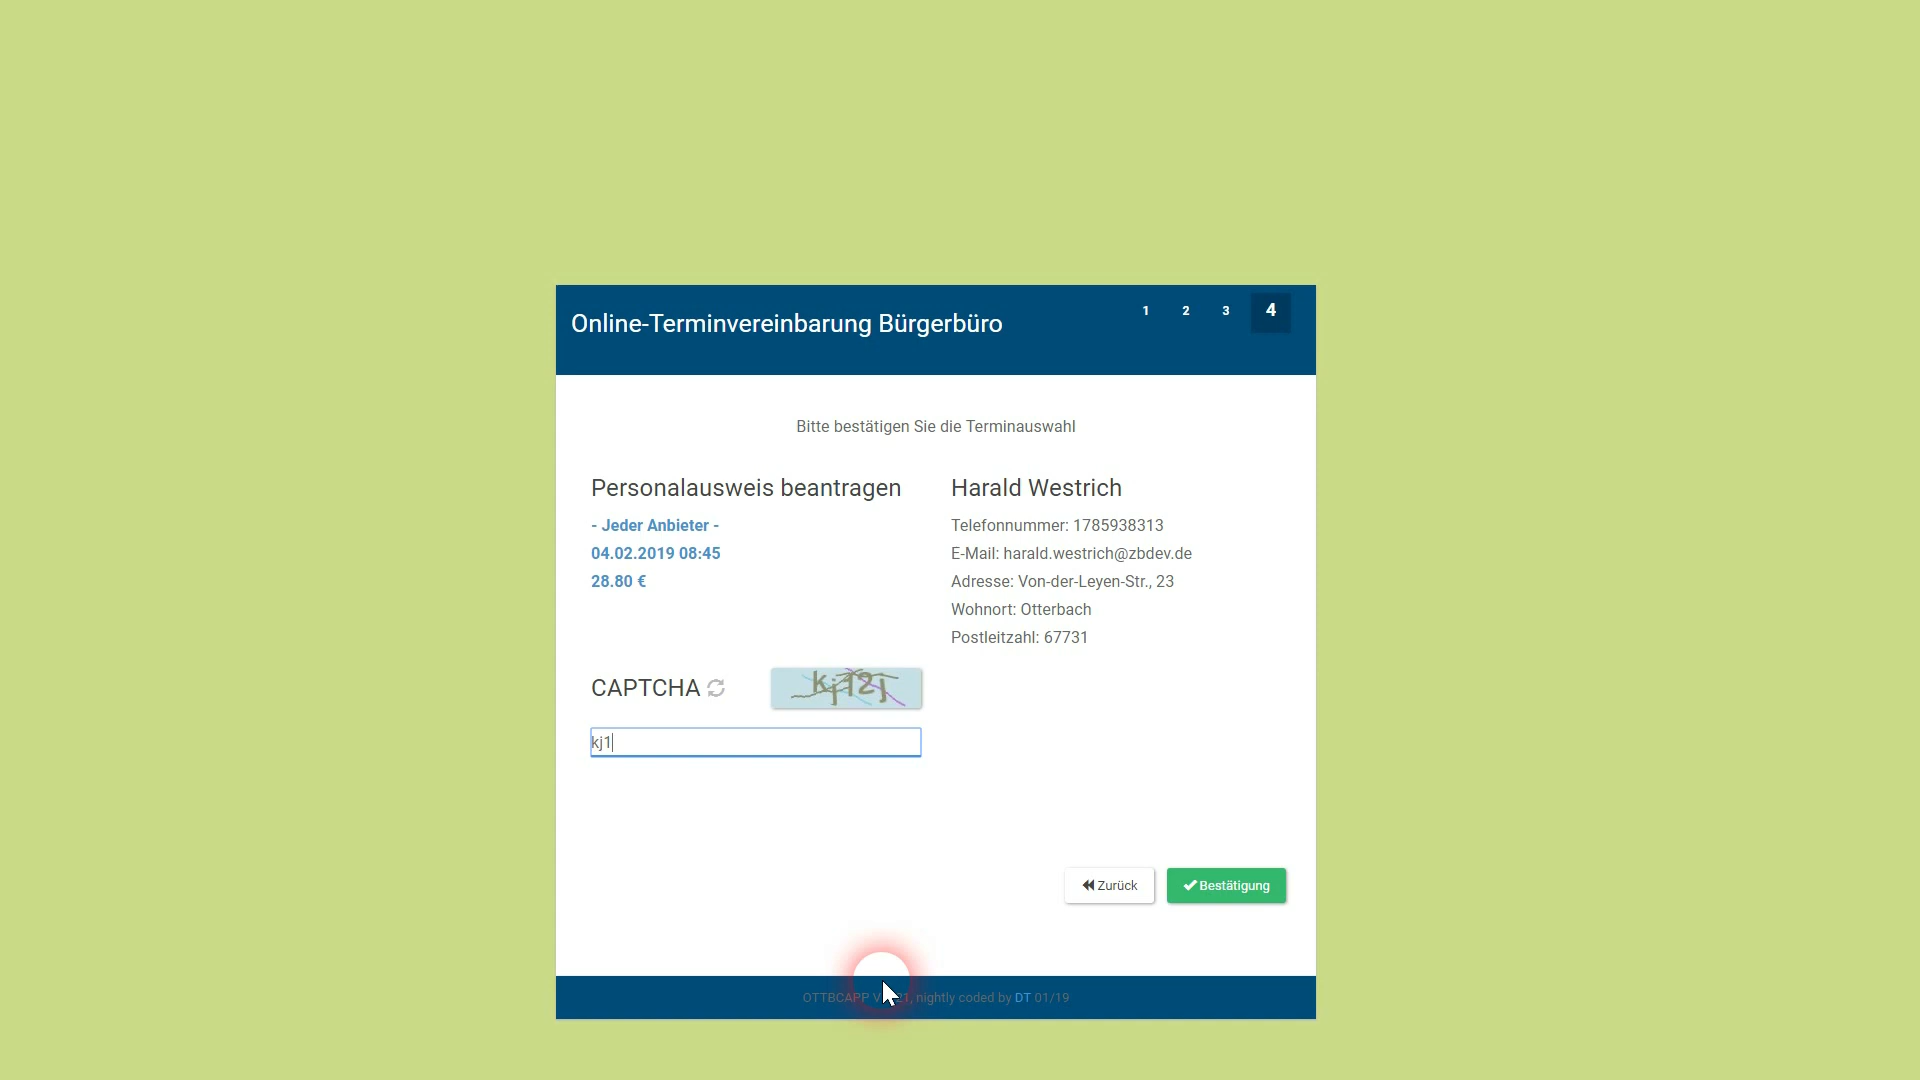 Online-Terminvereinbarung Bürgerbüro
1 2 3 4
Bitte bestätigen Sie die Terminauswahl
Personalausweis beantragen
- Jeder Anbieter -
04.02.2019 08:45
28.80 €
Harald Westrich
Telefonnummer: 1785938313
E-Mail: harald.westrich@zbdev.de
Adresse: Von-der-Leyen-Str., 23
Wohnort: Otterbach
Postleitzahl: 67731
CAPTCHA
kj12j
kj1
Zurück
Bestätigung
OTTBCAPP nightly coded by DT 01/19